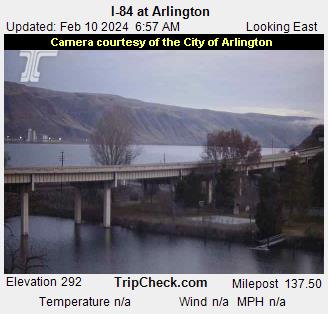 I-84 at Arlington
Updated: Feb 10 2024 6:57 AM Looking East
Camera courtesy of the City of Arlington
Elevation 292 TripCheck.com Milepost 137.50
Temperature n/a Wind n/a MPH n/a